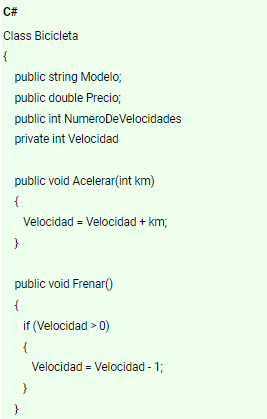 C#
Class Bicicleta
{
public string Modelo;
public double Precio;
public int NumeroDeVelocidades
private int Velocidad
public void Acelerar(int km)
{
Velocidad = Velocidad + km;
}
public void Frenar()
{
if (Velocidad > 0)
{
Velocidad = Velocidad - 1;
}
}